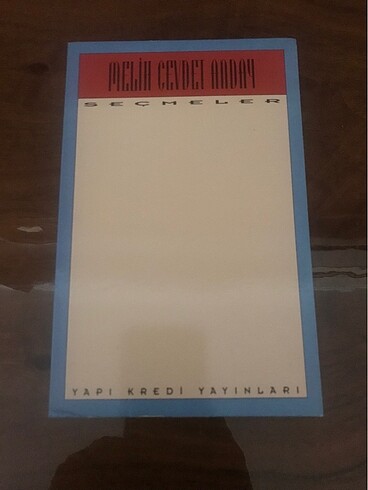 MELİH CEVDET ANDAY
SEÇMELER
YAPI KREDİ YAYINLARI